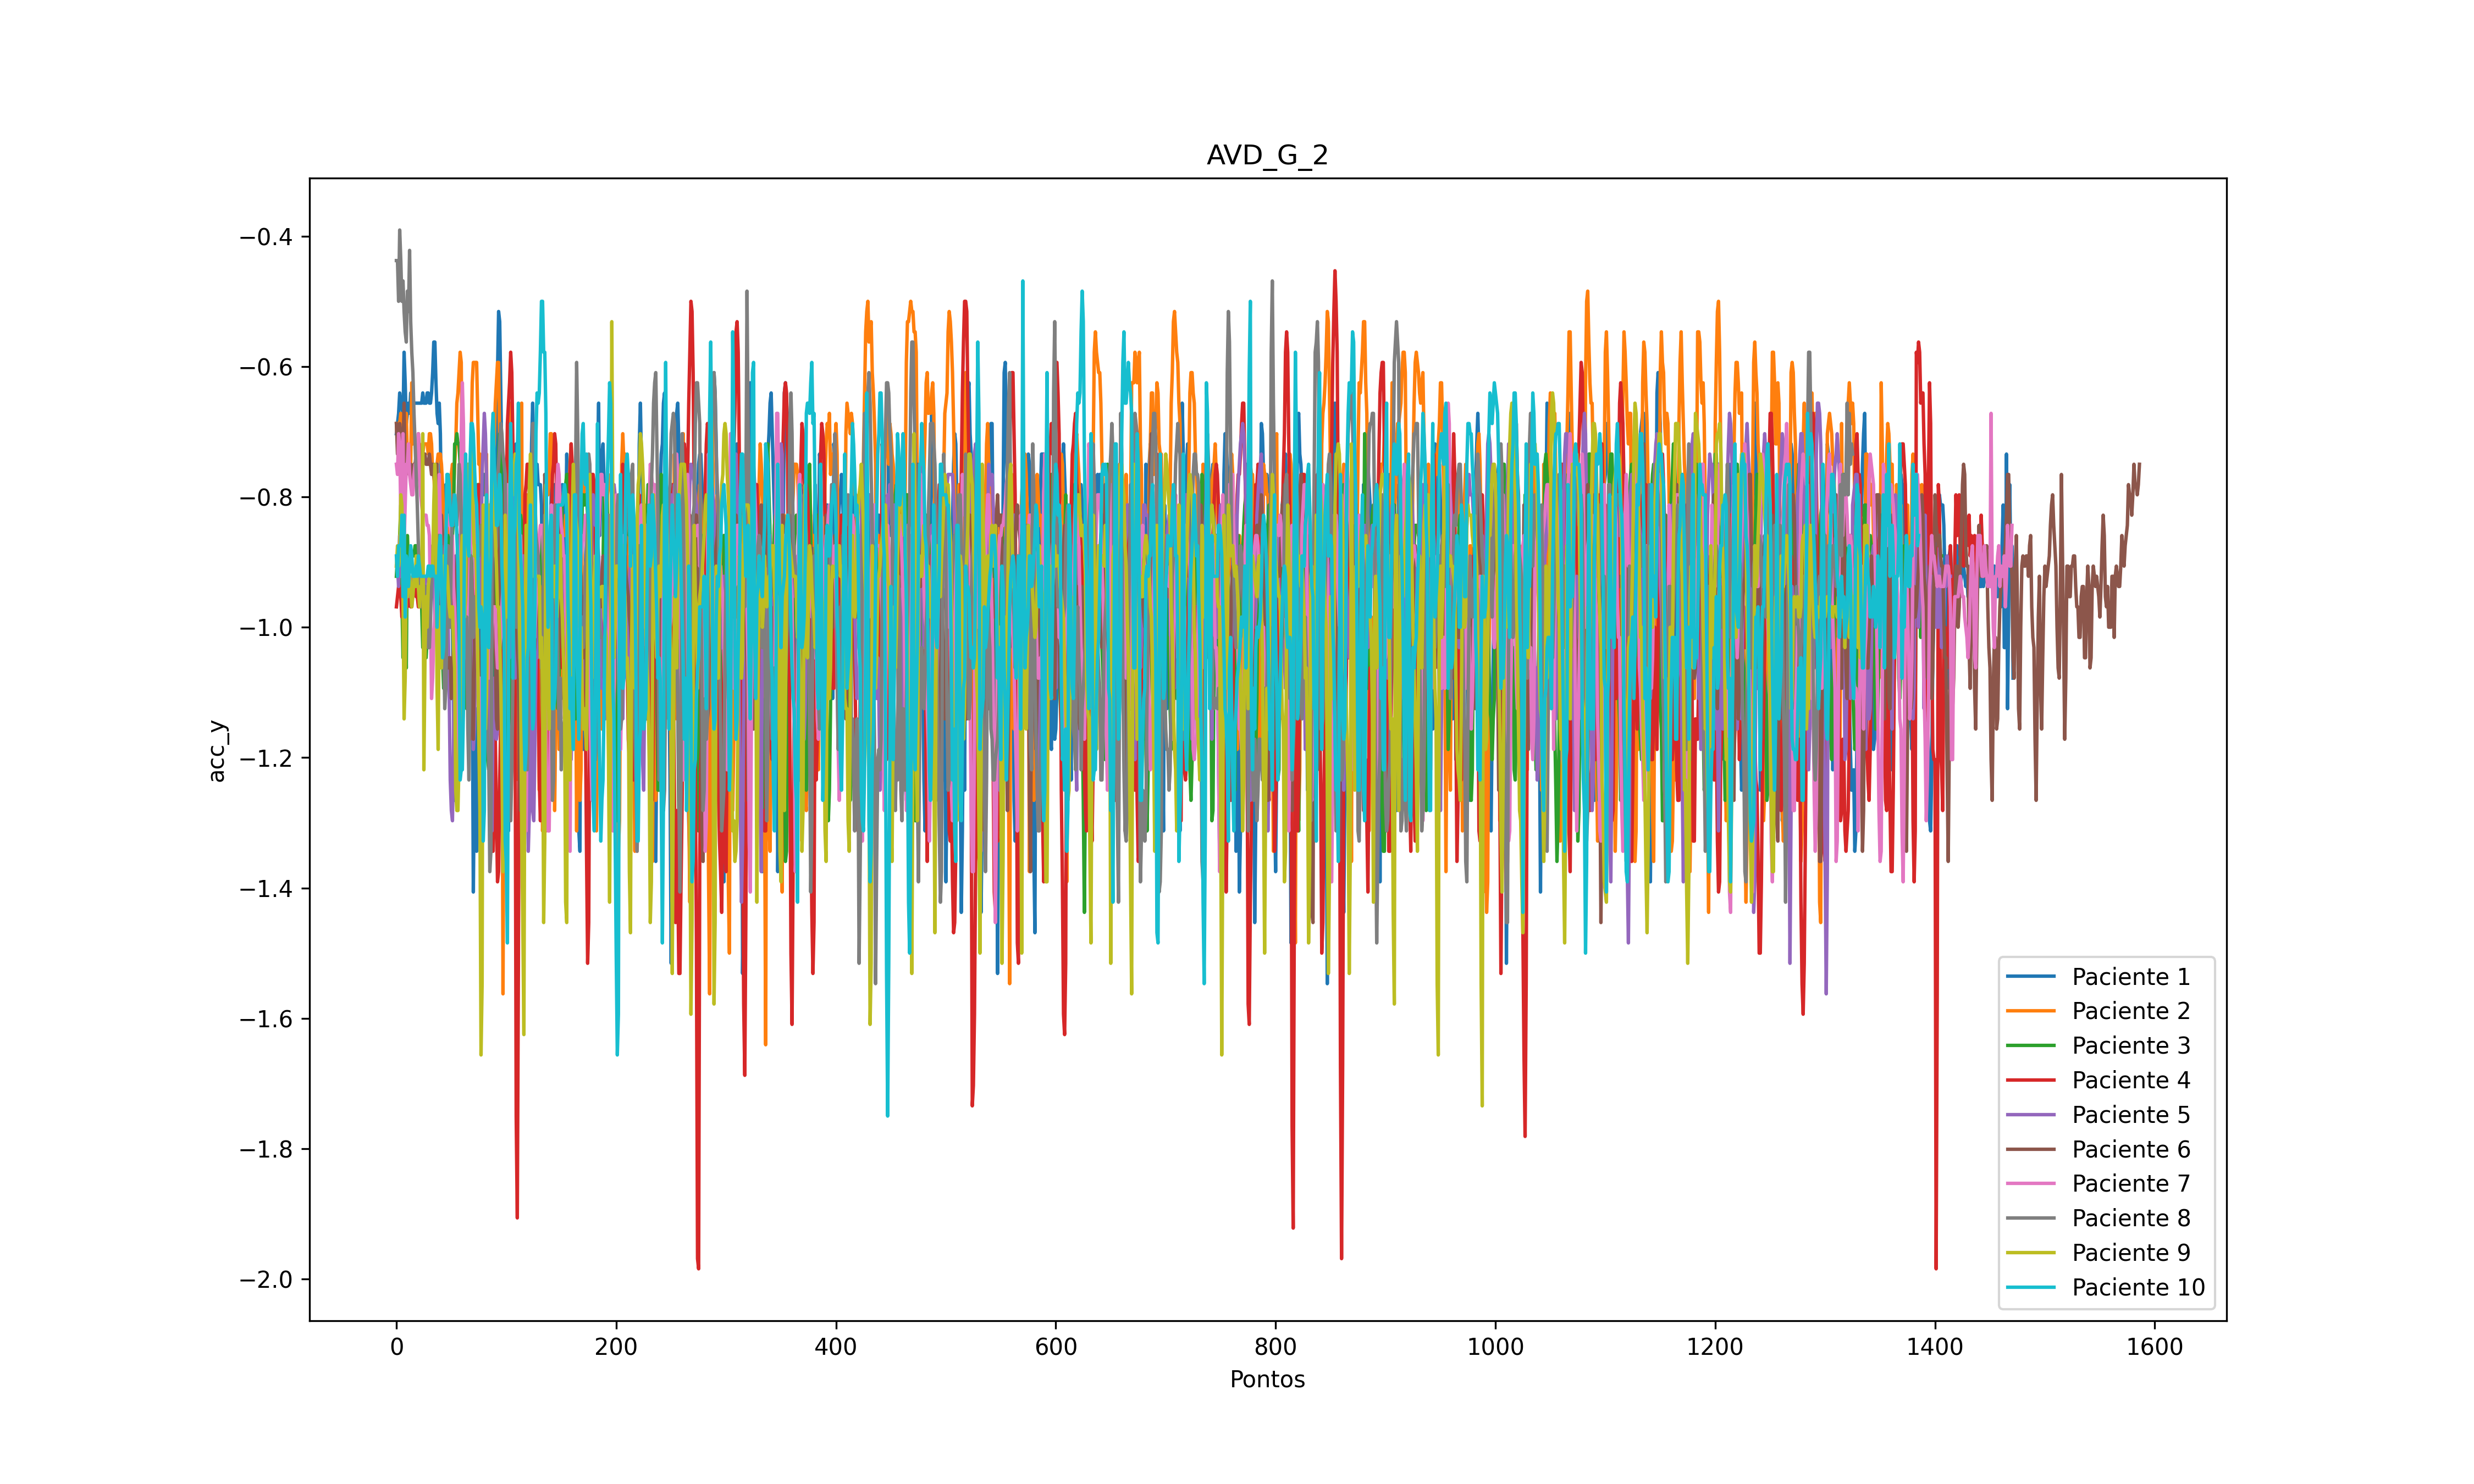 AVD_G_2
acc_y
−0.4
−0.6
−0.8
−1.0
−1.2
−1.4
−1.6
−1.8
−2.0
0 200 400 600 800 1000 1200 1400 1600
Pontos
Paciente 1
Paciente 2
Paciente 3
Paciente 4
Paciente 5
Paciente 6
Paciente 7
Paciente 8
Paciente 9
Paciente 10